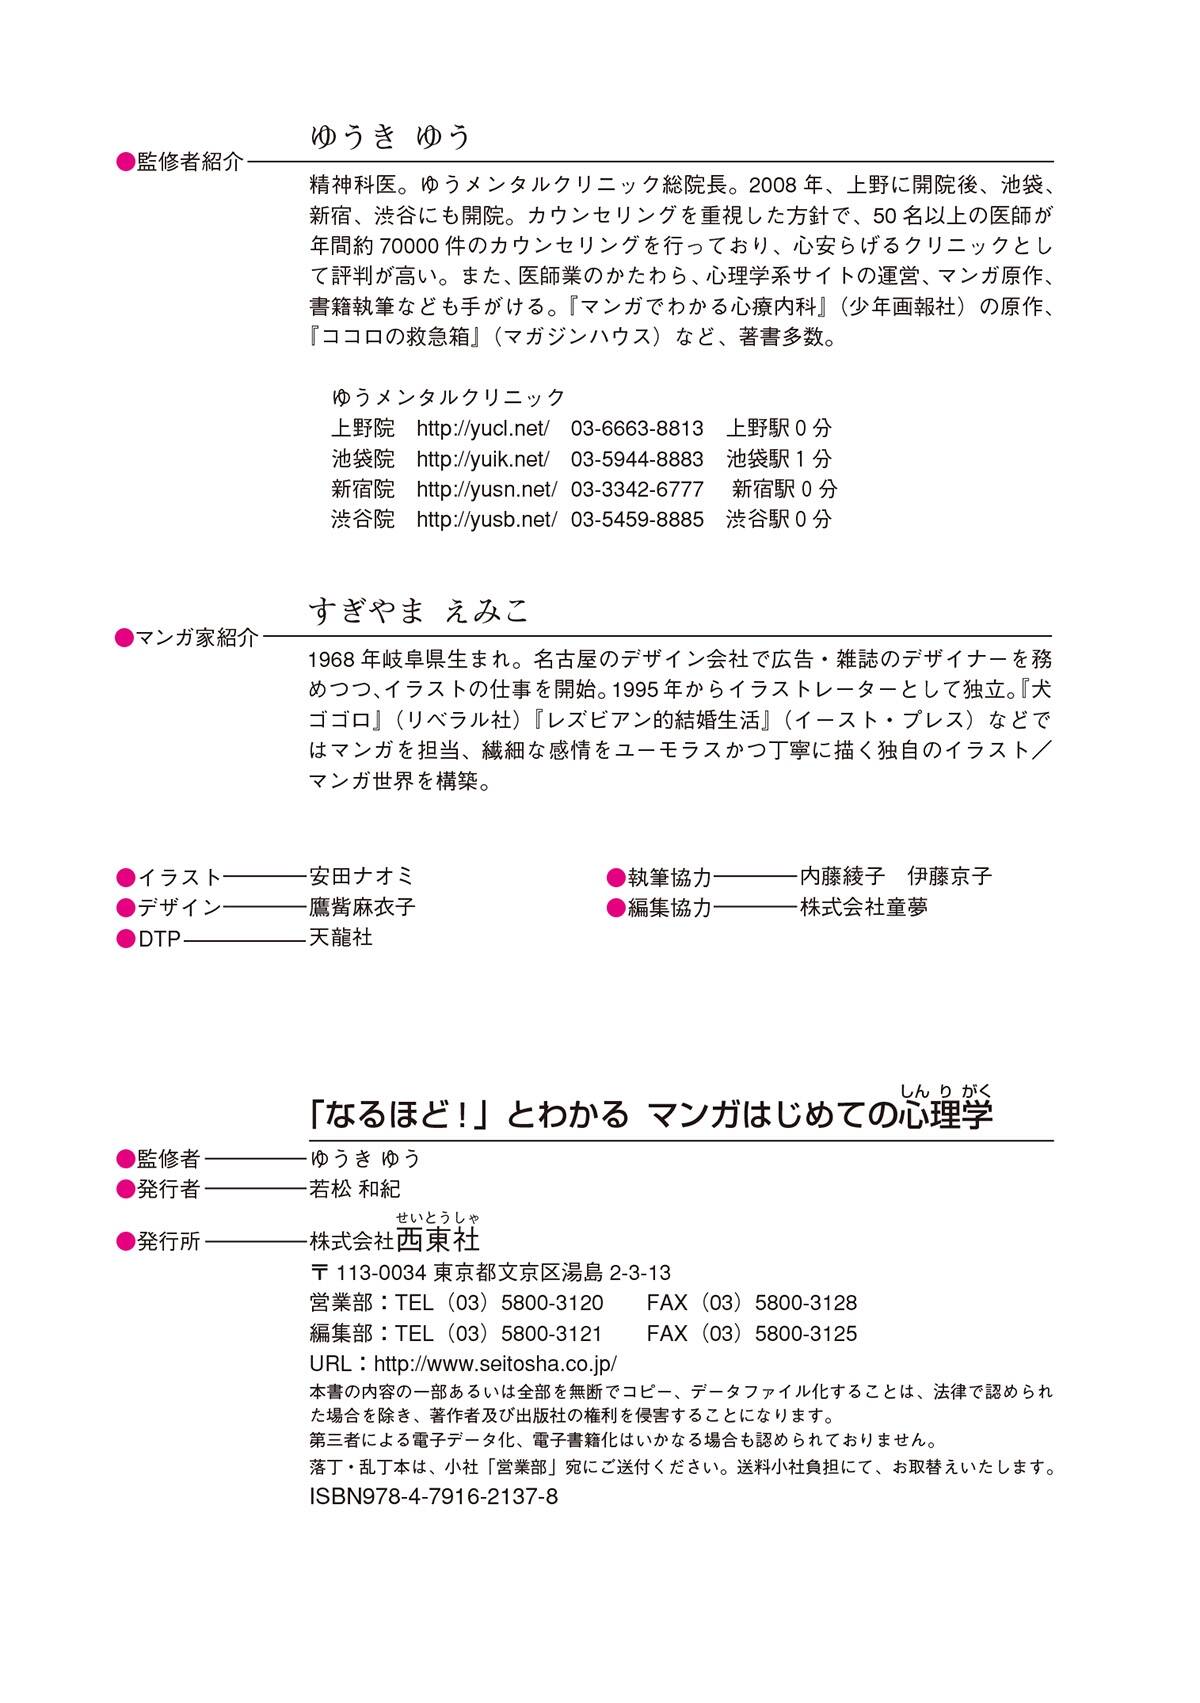 ゆうき ゆう
●監修者紹介
精神科医。ゆうメンタルクリニック総院長。2008 年、上野に開院後、池袋、
新宿、渋谷にも開院。カウンセリングを重視した方針で、50 名以上の医師が
年間約 70000 件のカウンセリングを行っており、心安らげるクリニックとし
て評判が高い。また、医師業のかたわら、心理学系サイトの運営、マンガ原作、
書籍執筆なども手がける。『マンガでわかる心療内科』（少年画報社）の原作、
『ココロの救急箱』（マガジンハウス）など、著書多数。
ゆうメンタルクリニック
上野院 http://yucl.net/ 03-6663-8813 上野駅 0 分
池袋院 http://yuik.net/ 03-5944-8883 池袋駅 1 分
新宿院 http://yusn.net/ 03-3342-6777 新宿駅 0 分
渋谷院 http://yusb.net/ 03-5459-8885 渋谷駅 0 分
すぎやま えみこ
●マンガ家紹介
1968 年岐阜県生まれ。名古屋のデザイン会社で広告・雑誌のデザイナーを務
めつつ、イラストの仕事を開始。1995 年からイラストレーターとして独立。『犬
ゴゴロ』（リベラル社）『レズビアン的結婚生活』（イースト・プレス）などで
はマンガを担当、繊細な感情をユーモラスかつ丁寧に描く独自のイラスト／
マンガ世界を構築。
●イラスト 安田ナオミ
●デザイン 鷹觜麻衣子
●DTP 天龍社
●執筆協力 内藤綾子 伊藤京子
●編集協力 株式会社童夢
しん り がく
「なるほど！」とわかる マンガはじめての心理学
●監修者 ゆうき ゆう
●発行者 若松 和紀
せいとうしゃ
●発行所 株式会社西東社
〒 113-0034 東京都文京区湯島 2-3-13
営業部：TEL（03）5800-3120 FAX（03）5800-3128
編集部：TEL（03）5800-3121 FAX（03）5800-3125
URL：http://www.seitosha.co.jp/
本書の内容の一部あるいは全部を無断でコピー、データファイル化することは、法律で認められ
た場合を除き、著作者及び出版社の権利を侵害することになります。
第三者による電子データ化、電子書籍化はいかなる場合も認められておりません。
落丁・乱丁本は、小社「営業部」宛にご送付ください。送料小社負担にて、お取替えいたします。
ISBN978-4-7916-2137-8